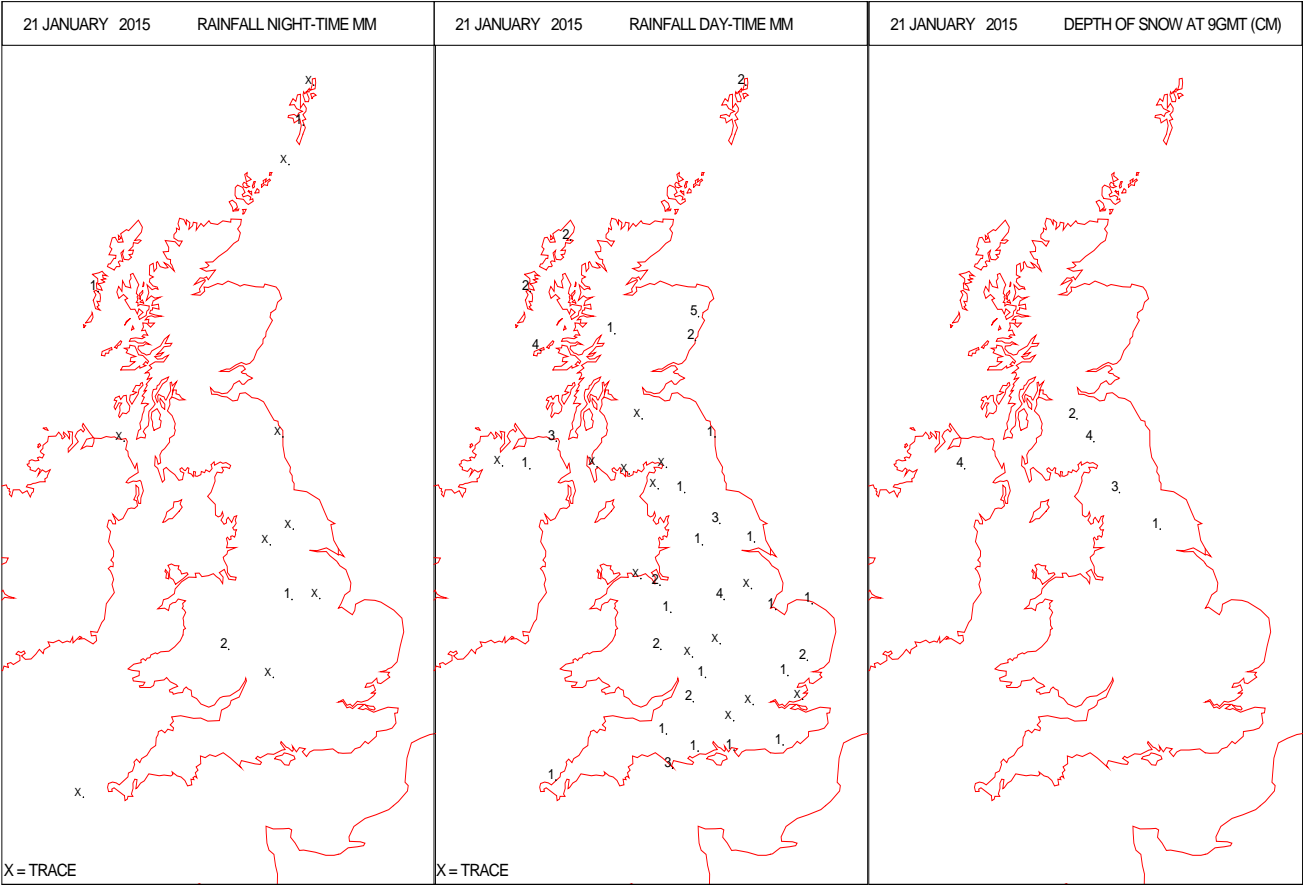 21 JANUARY 2015 RAINFALL NIGHT-TIME MM
X.
1.
X.
1.
X.
X.
X.
X.
1. X.
2.
X.
X.
X = TRACE
21 JANUARY 2015 RAINFALL DAY-TIME MM
2.
2.
2.
5.
1.
2.
4.
X.
1.
3.
X. 1. X. X. X.
X. 1.
3.
1. 1.
X. 2. X.
4. 1. 1. 1.
X.
2. X. 2.
1. 1.
2. X. X.
X.
1.
1. 1. 1.
3.
1.
X = TRACE
21 JANUARY 2015 DEPTH OF SNOW AT 9GMT (CM)
2.
4.
4.
3.
1.